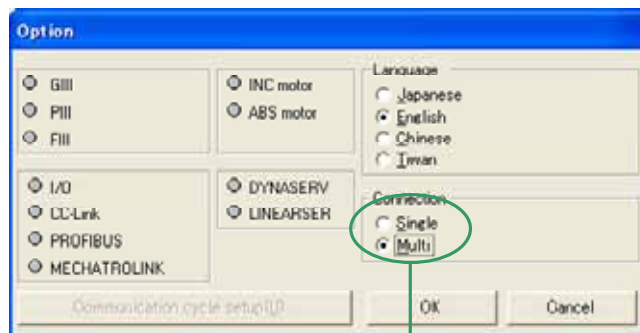 Option
GIII
PIII
FIII
INC motor
ABS motor
Language
Japanese
English
Chinese
Tiwan
I/O
CC-Link
PROFIBUS
MECHATROLINK
DYNASERV
LINEARSER
Connection
Single
Multi
Communication cycle setup(U)
OK
Cancel